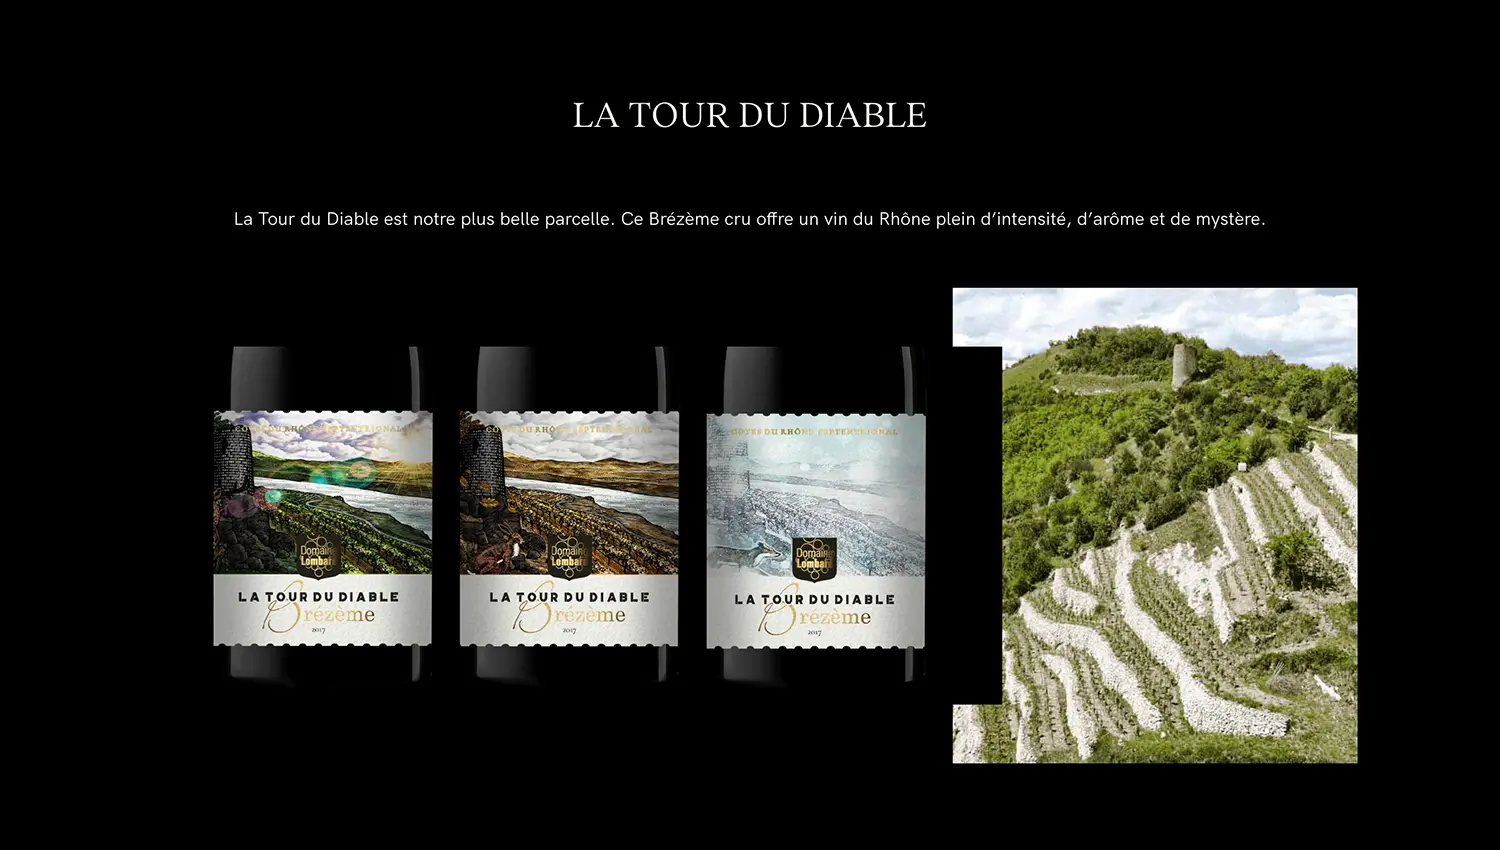 LA TOUR DU DIABLE
La Tour du Diable est notre plus belle parcelle. Ce Brézème cru offre un vin du Rhône plein d’intensité, d’arôme et de mystère.
CÔTES DU RHÔNE SEPTENTRIONAL
Domaine
Lombard
LA TOUR DU DIABLE
Brézème
2017
CÔTES DU RHÔNE SEPTENTRIONAL
Domaine
Lombard
LA TOUR DU DIABLE
Brézème
2017
CÔTES DU RHÔNE SEPTENTRIONAL
Domaine
Lombard
LA TOUR DU DIABLE
Brézème
2017